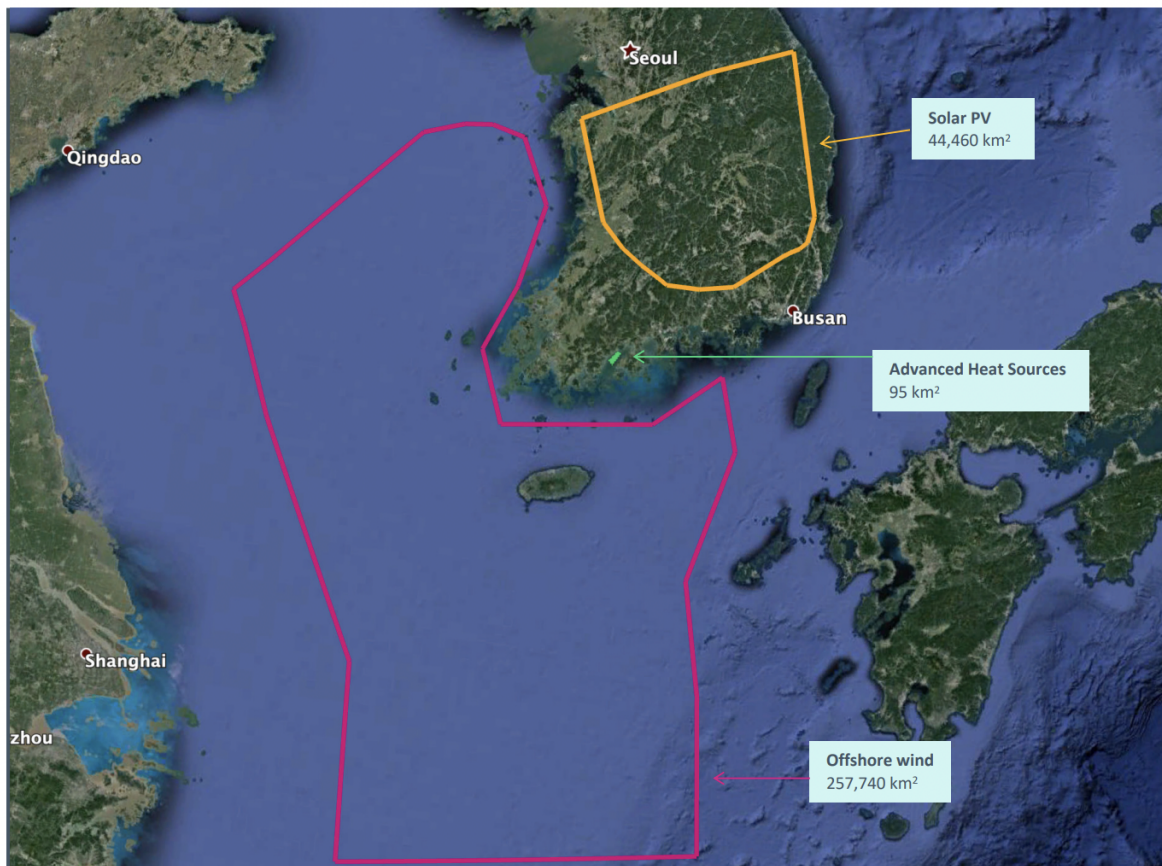 Seoul
Solar PV
44,460 km²
Qingdao
Busan
Advanced Heat Sources
95 km²
Shanghai
zhou
Offshore wind
257,740 km²